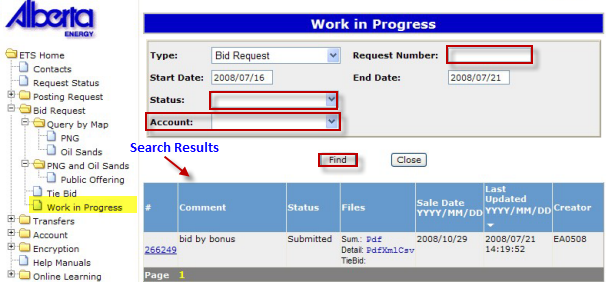 Alberta
ENERGY
ETS Home
Contacts
Request Status
Posting Request
Bid Request
Query by Map
PNG
Oil Sands
PNG and Oil Sands
Public Offering
Tie Bid
Work in Progress
Transfers
Account
Encryption
Help Manuals
Online Learning
Work in Progress
Type: Bid Request Request Number:
Start Date: 2008/07/16 End Date: 2008/07/21
Status:
Account:
Search Results
Find Close
# Comment Status Files Sale Date YYYY/MM/DD Last Updated YYYY/MM/DD Creator
266249 bid by bonus Submitted Sum.: Pdf 2008/10/29 2008/07/21 EA0508
Detail: PdfXmlCsv 14:19:52
TieBid:
Page 1